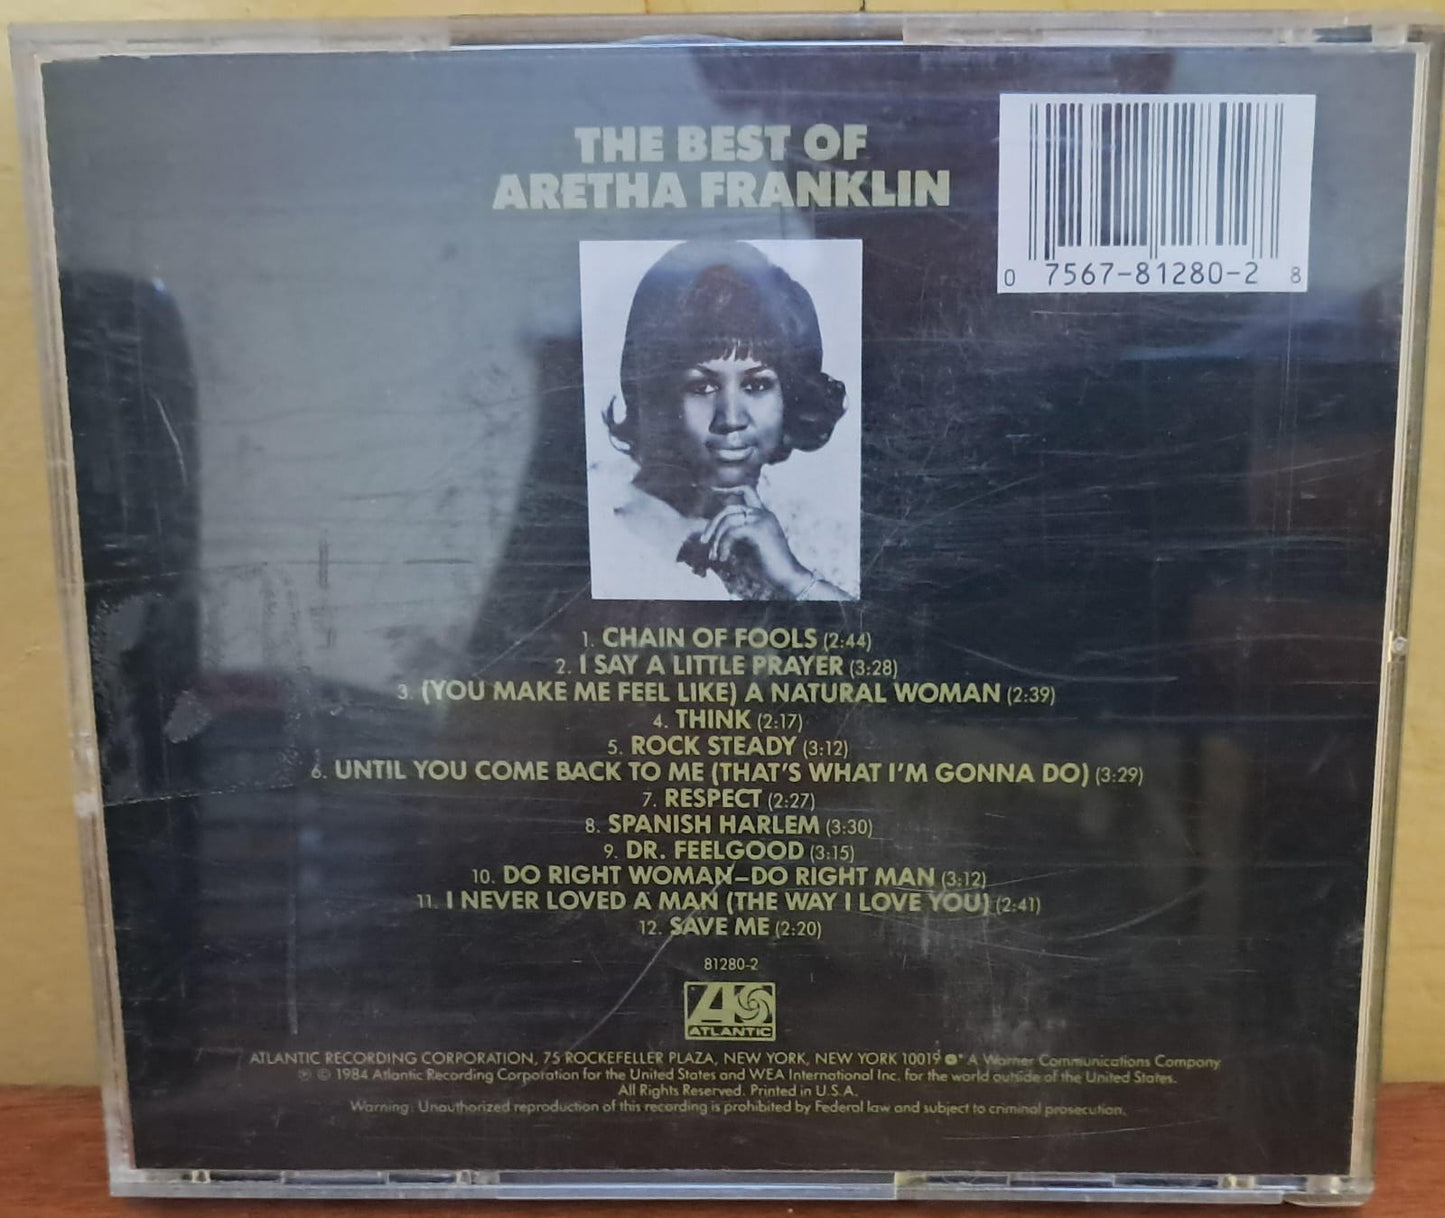 THE BEST OF
ARETHA FRANKLIN
0 7567-81280-2 8
1. CHAIN OF FOOLS (2:44)
2. I SAY A LITTLE PRAYER (3:28)
3. (YOU MAKE ME FEEL LIKE) A NATURAL WOMAN (2:39)
4. THINK (2:17)
5. ROCK STEADY (3:12)
6. UNTIL YOU COME BACK TO ME (THAT'S WHAT I'M GONNA DO) (3:29)
7. RESPECT (2:27)
8. SPANISH HARLEM (3:30)
9. DR. FEELGOOD (3:15)
10. DO RIGHT WOMAN–DO RIGHT MAN (3:12)
11. I NEVER LOVED A MAN (THE WAY I LOVE YOU) (2:41)
12. SAVE ME (2:20)
81280-2
ATLANTIC
ATLANTIC RECORDING CORPORATION, 75 ROCKEFELLER PLAZA, NEW YORK, NEW YORK 10019 A Warner Communications Company
℗ © 1984 Atlantic Recording Corporation for the United States and WEA International Inc. for the world outside of the United States.
All Rights Reserved. Printed in U.S.A.
Warning: Unauthorized reproduction of this recording is prohibited by Federal law and subject to criminal prosecution.